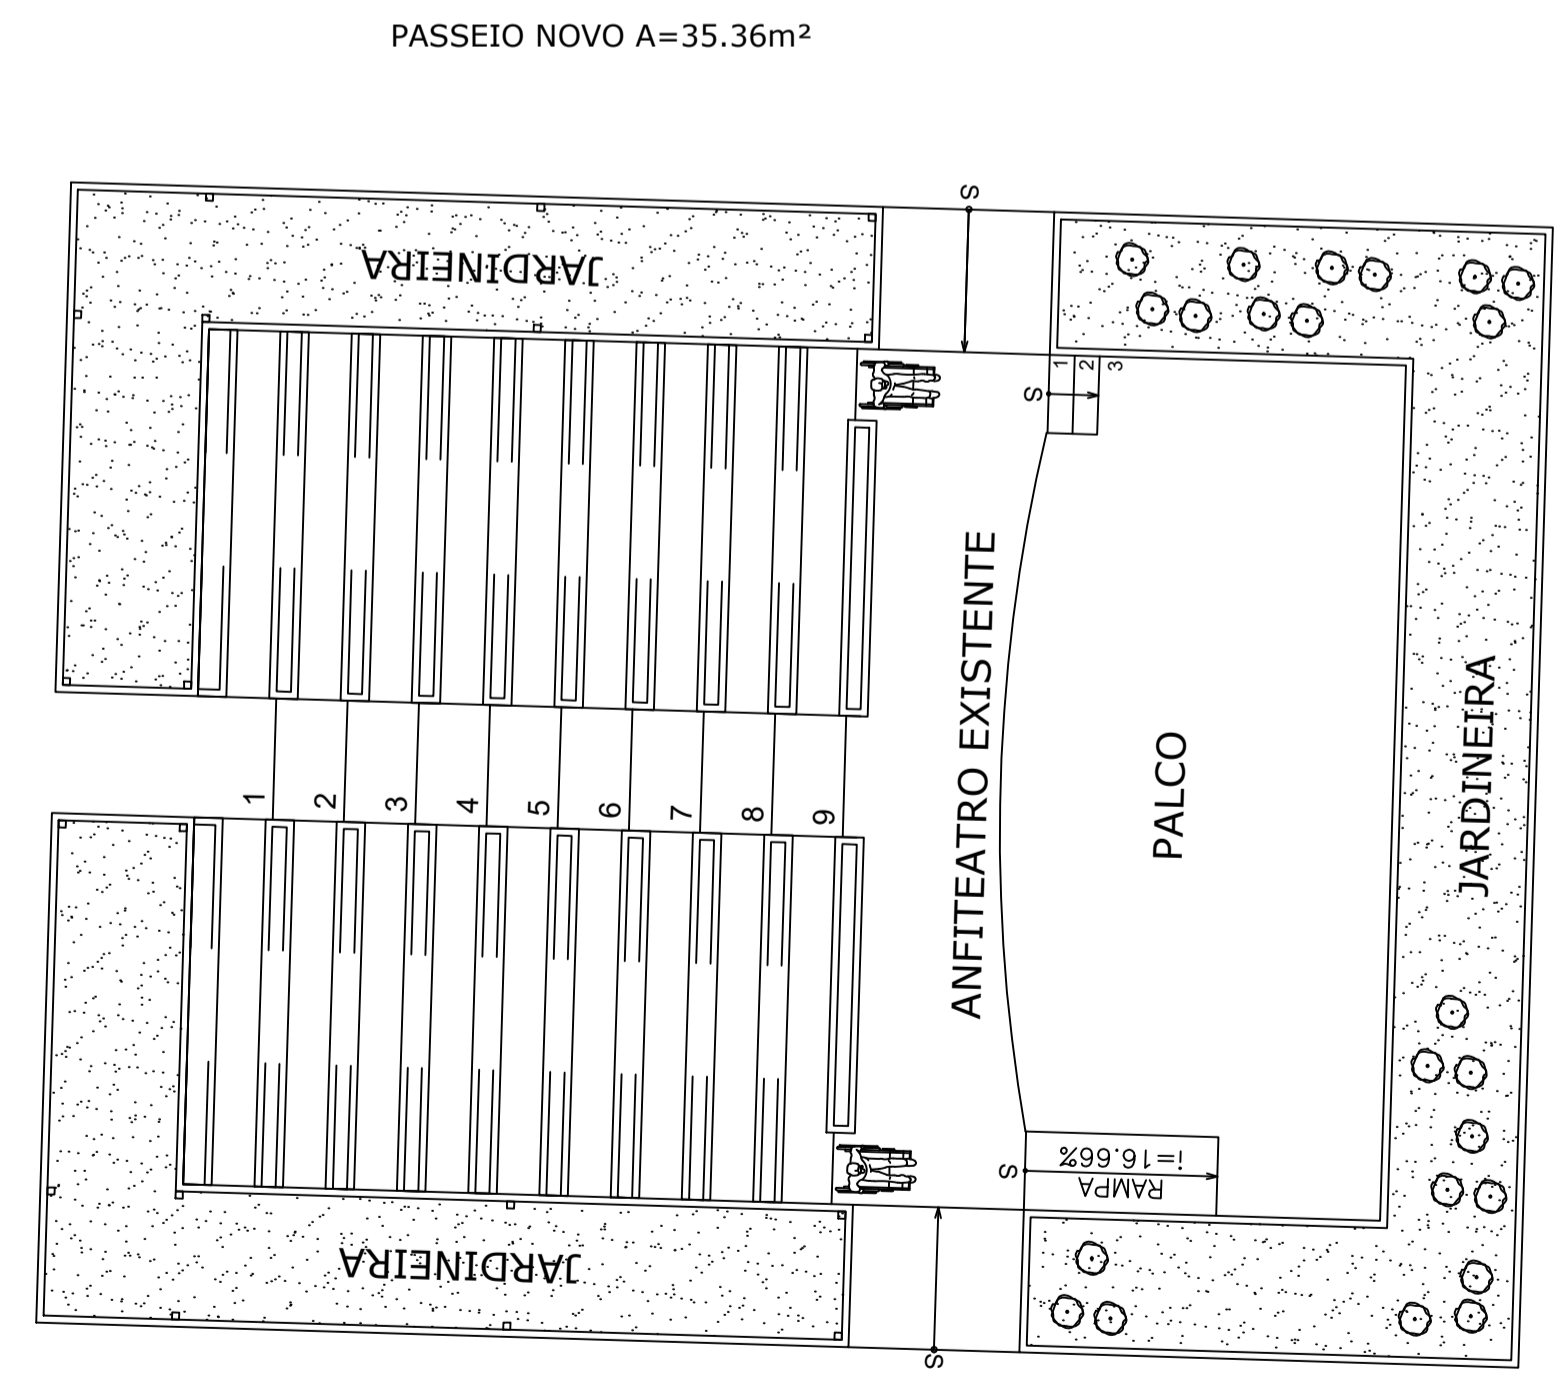 PASSEIO NOVO A=35.36m²
S
JARDINEIRA
1
2
3
S
1
2
3
4
5
6
7
8
9
ANFITEATRO EXISTENTE
PALCO
JARDINEIRA
S
i=16.66%
RAMPA
JARDINEIRA
S